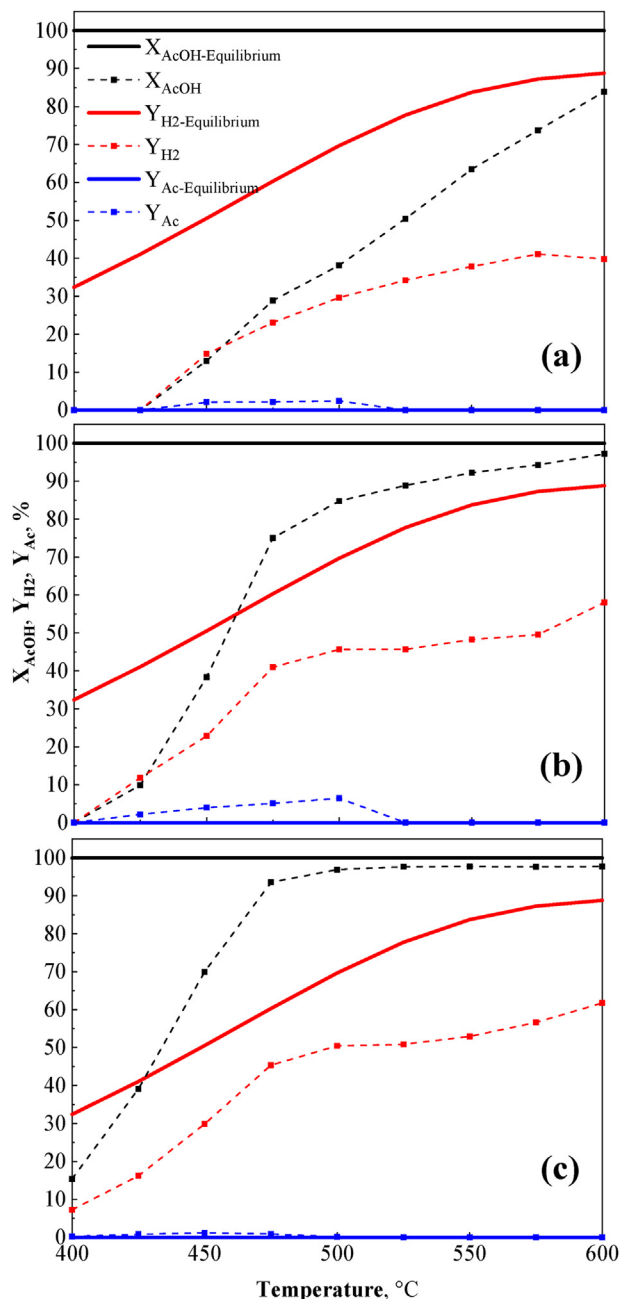 100
90
80
70
60
50
40
30
20
10
0
X_AcOH-Equilibrium
X_AcOH
Y_H2-Equilibrium
Y_H2
Y_Ac-Equilibrium
Y_Ac
(a)
X_AcOH, Y_H2, Y_Ac, %
100
90
80
70
60
50
40
30
20
10
0
(b)
100
90
80
70
60
50
40
30
20
10
0
(c)
400 450 500 550 600
Temperature, °C